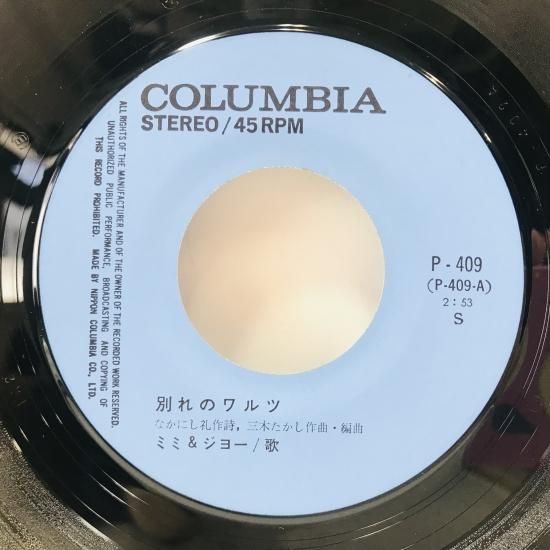 COLUMBIA
STEREO/45 RPM
ALL RIGHTS OF THE MANUFACTURER AND OF THE OWNER OF THE RECORDED WORK RESERVED.
UNAUTHORIZED PUBLIC PERFORMANCE, BROADCASTING AND COPYING OF
THIS RECORD PROHIBITED. MADE BY NIPPON COLUMBIA CO., LTD.
P-409
(P-409-A)
2:53
S
別れのワルツ
なかにし礼作詩，三木たかし作曲・編曲
ミミ＆ジョー/歌